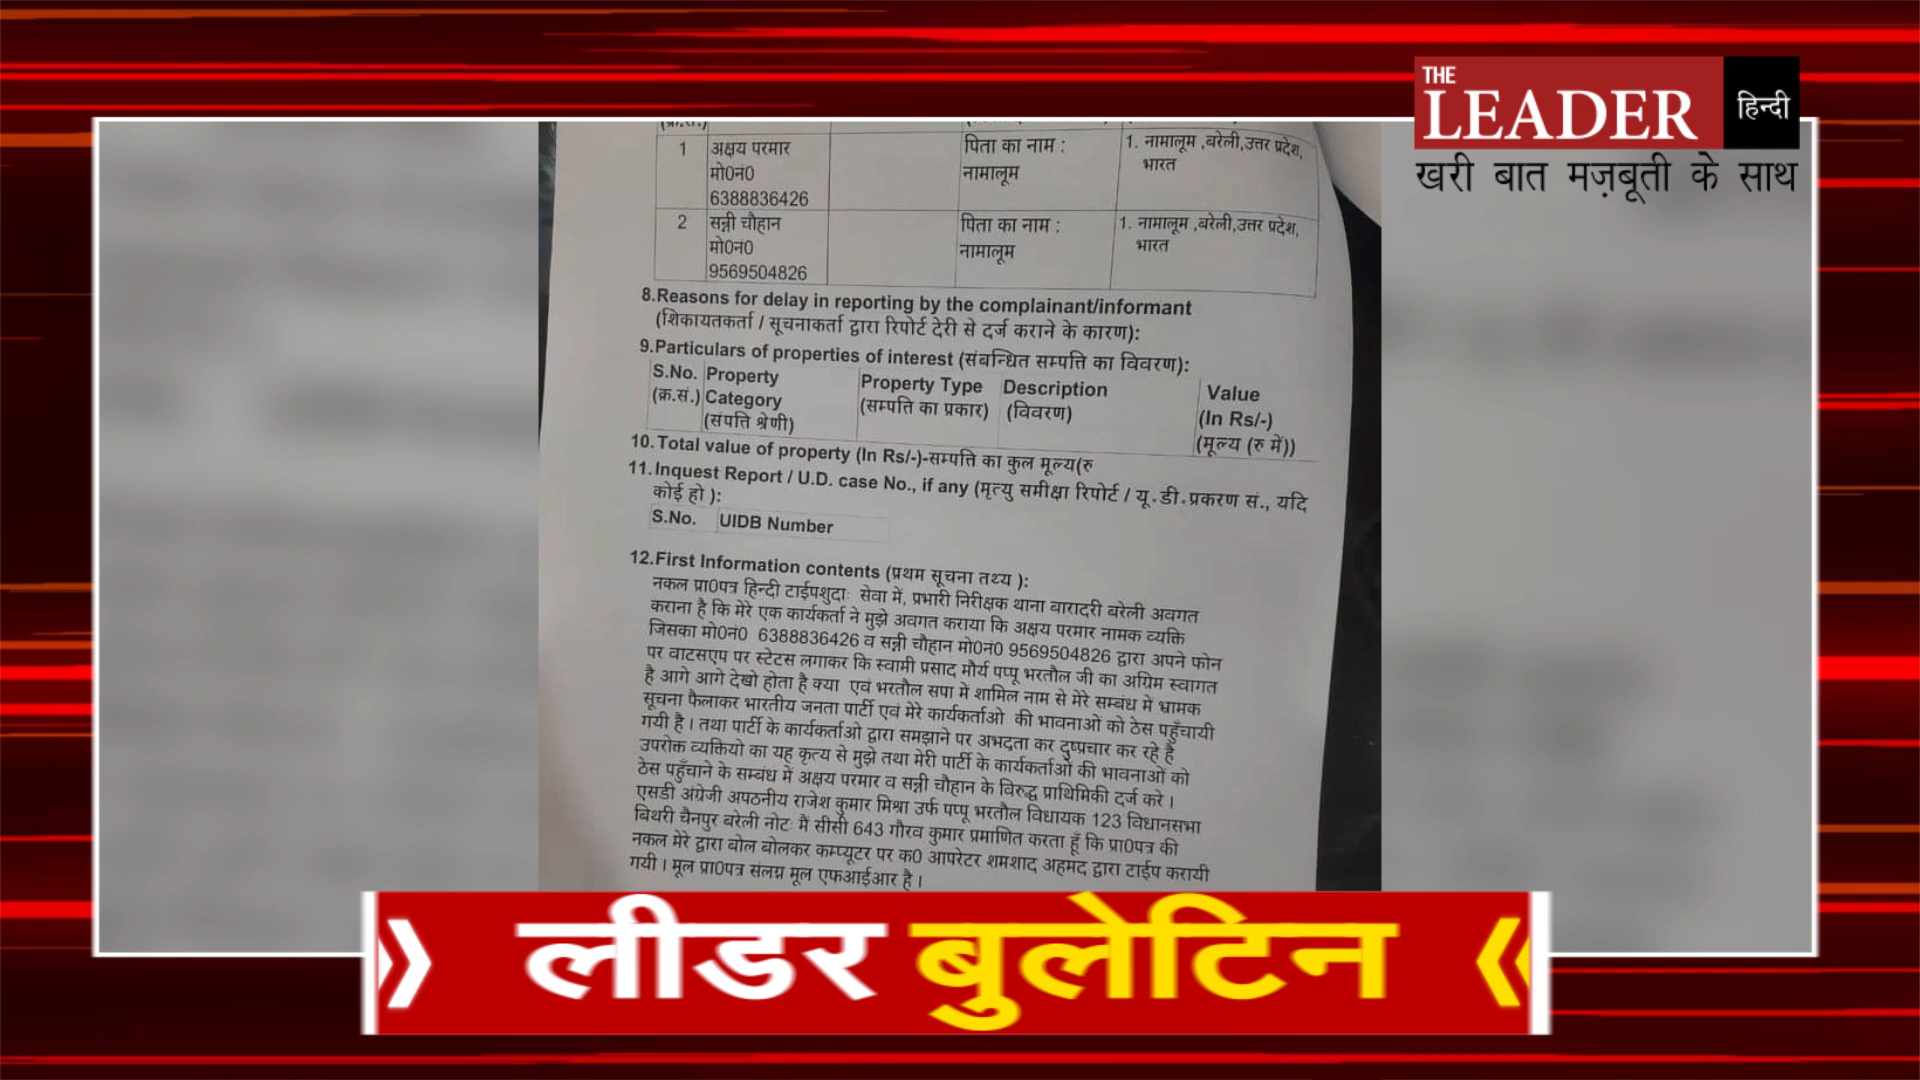 THE
LEADER हिन्दी
खरी बात मज़बूती के साथ
(क्र.सं.)
1 अक्षय परमार पिता का नाम : 1. नामालूम ,बरेली,उत्तर प्रदेश,
मो0नं0 नामालूम भारत
6388836426
2 सन्नी चौहान पिता का नाम : 1. नामालूम ,बरेली,उत्तर प्रदेश,
मो0नं0 नामालूम भारत
9569504826
8.Reasons for delay in reporting by the complainant/informant
(शिकायतकर्ता / सूचनाकर्ता द्वारा रिपोर्ट देरी से दर्ज कराने के कारण):
9.Particulars of properties of interest (संबन्धित सम्पत्ति का विवरण):
S.No. Property Property Type Description Value
(क्र.सं.) Category (सम्पत्ति का प्रकार) (विवरण) (In Rs/-)
(संपत्ति श्रेणी) (मूल्य (रु में))
10.Total value of property (In Rs/-)-सम्पत्ति का कुल मूल्य(रु
11.Inquest Report / U.D. case No., if any (मृत्यु समीक्षा रिपोर्ट / यू.डी.प्रकरण सं., यदि
कोई हो ):
S.No. UIDB Number
12.First Information contents (प्रथम सूचना तथ्य ):
नकल प्रा0पत्र हिन्दी टाईपशुदाः सेवा में, प्रभारी निरीक्षक थाना बारादरी बरेली अवगत
कराना है कि मेरे एक कार्यकर्ता ने मुझे अवगत कराया कि अक्षय परमार नामक व्यक्ति
जिसका मो0नं0 6388836426 व सन्नी चौहान मो0नं0 9569504826 द्वारा अपने फोन
पर वाटसएप पर स्टेटस लगाकर कि स्वामी प्रसाद मौर्य पप्पू भरतौल जी का अग्रिम स्वागत
है आगे आगे देखो होता है क्या एवं भरतौल सपा में शामिल नाम से मेरे सम्बंध में भ्रामक
सूचना फैलाकर भारतीय जनता पार्टी एवं मेरे कार्यकर्ताओ की भावनाओं को ठेस पहुँचायी
गयी है। तथा पार्टी के कार्यकर्ताओ द्वारा समझाने पर अभद्रता कर दुष्प्रचार कर रहे है
उपरोक्त व्यक्तियो का यह कृत्य से मुझे तथा मेरी पार्टी के कार्यकर्ताओं की भावनाओं को
ठेस पहुँचाने के सम्बंध में अक्षय परमार व सन्नी चौहान के विरुद्ध प्राथिमिकी दर्ज करे।
एसडी अंग्रेजी अपठनीय राजेश कुमार मिश्रा उर्फ पप्पू भरतौल विधायक 123 विधानसभा
बिथरी चैनपुर बरेली नोटः मैं सीसी 643 गौरव कुमार प्रमाणित करता हूँ कि प्रा0पत्र की
नकल मेरे द्वारा बोल बोलकर कम्प्यूटर पर क0 आपरेटर शमशाद अहमद द्वारा टाईप करायी
गयी। मूल प्रा0पत्र संलग्न मूल एफआईआर है।
लीडर बुलेटिन